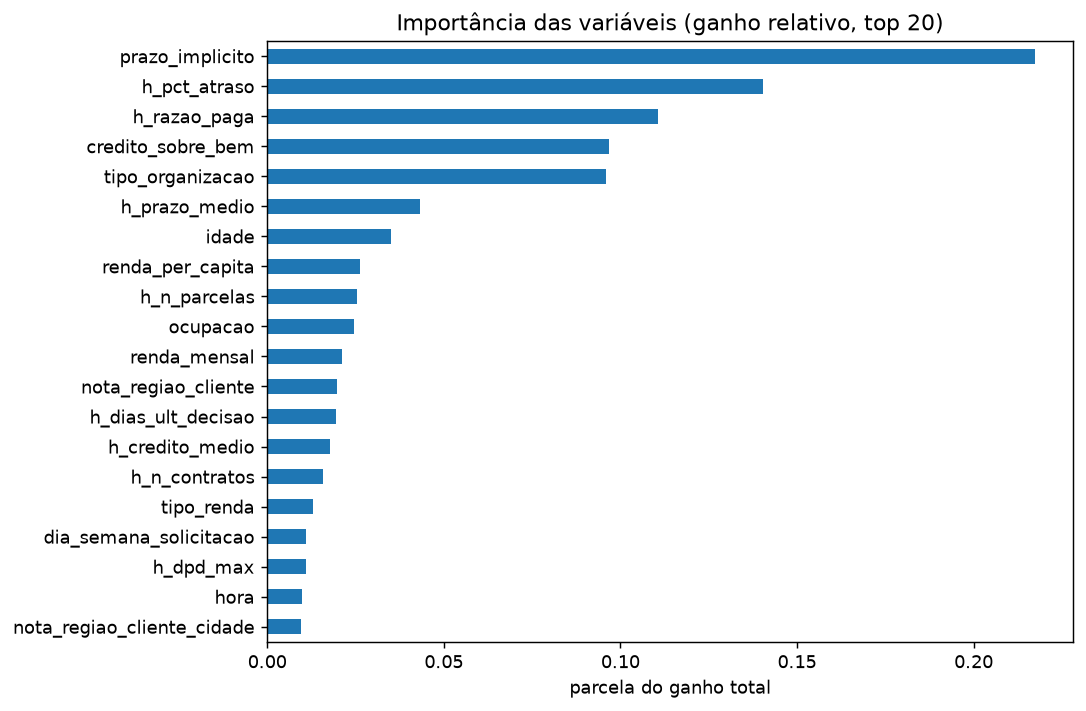 Importância das variáveis (ganho relativo, top 20)
prazo_implicito
h_pct_atraso
h_razao_paga
credito_sobre_bem
tipo_organizacao
h_prazo_medio
idade
renda_per_capita
h_n_parcelas
ocupacao
renda_mensal
nota_regiao_cliente
h_dias_ult_decisao
h_credito_medio
h_n_contratos
tipo_renda
dia_semana_solicitacao
h_dpd_max
hora
nota_regiao_cliente_cidade
0.00 0.05 0.10 0.15 0.20
parcela do ganho total